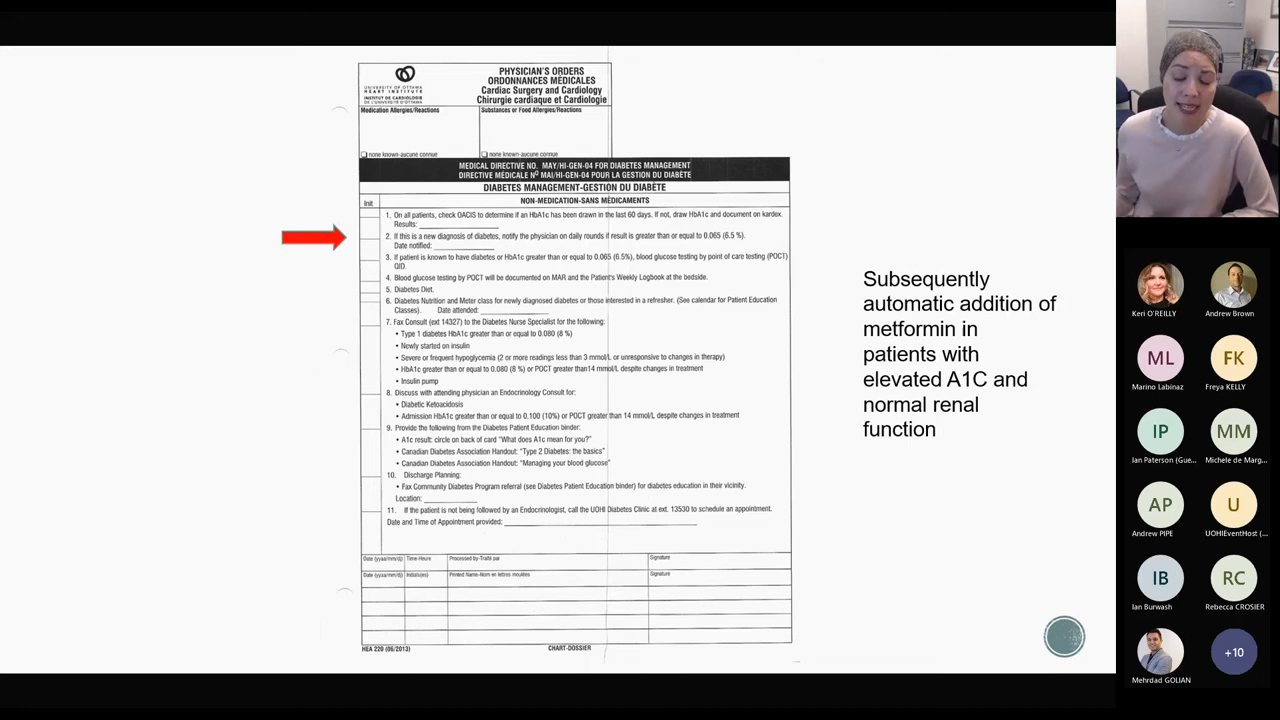 UNIVERSITY OF OTTAWA
HEART INSTITUTE
INSTITUT DE CARDIOLOGIE
DE L'UNIVERSITÉ D'OTTAWA
PHYSICIAN'S ORDERS
ORDONNANCES MÉDICALES
Cardiac Surgery and Cardiology
Chirurgie cardiaque et Cardiologie
Medication Allergies/Reactions
Substances or Food Allergies/Reactions
none known-aucune connue
none known-aucune connue
MEDICAL DIRECTIVE NO. MAY/HI-GEN-04 FOR DIABETES MANAGEMENT
DIRECTIVE MÉDICALE Nº MAI/HI-GEN-04 POUR LA GESTION DU DIABÈTE
DIABETES MANAGEMENT-GESTION DU DIABÈTE
Init
NON-MEDICATION-SANS MÉDICAMENTS
1. On all patients, check OACIS to determine if an HbA1c has been drawn in the last 60 days. If not, draw HbA1c and document on kardex.
Results:
2. If this is a new diagnosis of diabetes, notify the physician on daily rounds if result is greater than or equal to 0.065 (6.5 %).
Date notified:
3. If patient is known to have diabetes or HbA1c greater than or equal to 0.065 (6.5%), blood glucose testing by point of care testing (POCT)
QID.
4. Blood glucose testing by POCT will be documented on MAR and the Patient's Weekly Logbook at the bedside.
5. Diabetes Diet.
6. Diabetes Nutrition and Meter class for newly diagnosed diabetes or those interested in a refresher. (See calendar for Patient Education
Classes). Date attended:
7. Fax Consult (ext 14327) to the Diabetes Nurse Specialist for the following:
• Type 1 diabetes HbA1c greater than or equal to 0.080 (8 %)
• Newly started on insulin
• Severe or frequent hypoglycemia (2 or more readings less than 3 mmol/L or unresponsive to changes in therapy)
• HbA1c greater than or equal to 0.080 (8 %) or POCT greater than14 mmol/L despite changes in treatment
• Insulin pump
8. Discuss with attending physician an Endocrinology Consult for:
• Diabetic Ketoacidosis
• Admission HbA1c greater than or equal to 0.100 (10%) or POCT greater than 14 mmol/L despite changes in treatment
9. Provide the following from the Diabetes Patient Education binder:
• A1c result: circle on back of card "What does A1c mean for you?"
• Canadian Diabetes Association Handout: "Type 2 Diabetes: the basics"
• Canadian Diabetes Association Handout: "Managing your blood glucose"
10. Discharge Planning:
• Fax Community Diabetes Program referral (see Diabetes Patient Education binder) for diabetes education in their vicinity.
Location:
11. If the patient is not being followed by an Endocrinologist, call the UOHI Diabetes Clinic at ext. 13530 to schedule an appointment.
Date and Time of Appointment provided:
Date (yyaa/mm/dj) Time-Heure Processed by-Traité par Signature
Date (yyaa/mm/dj) Initial(es) Printed Name-Nom en lettres moulées Signature
HEA 220 (06/2013) CHART-DOSSIER
Subsequently
automatic addition of
metformin in
patients with
elevated A1C and
normal renal
function
Keri O'REILLY
Andrew Brown
ML
FK
Marino Labinaz
Freya KELLY
IP
MM
Ian Paterson (Gue...
Michele de Marg...
AP
U
Andrew PIPE
UOHIEventHost (...
IB
RC
Ian Burwash
Rebecca CROSIER
+10
Mehrdad GOLIAN